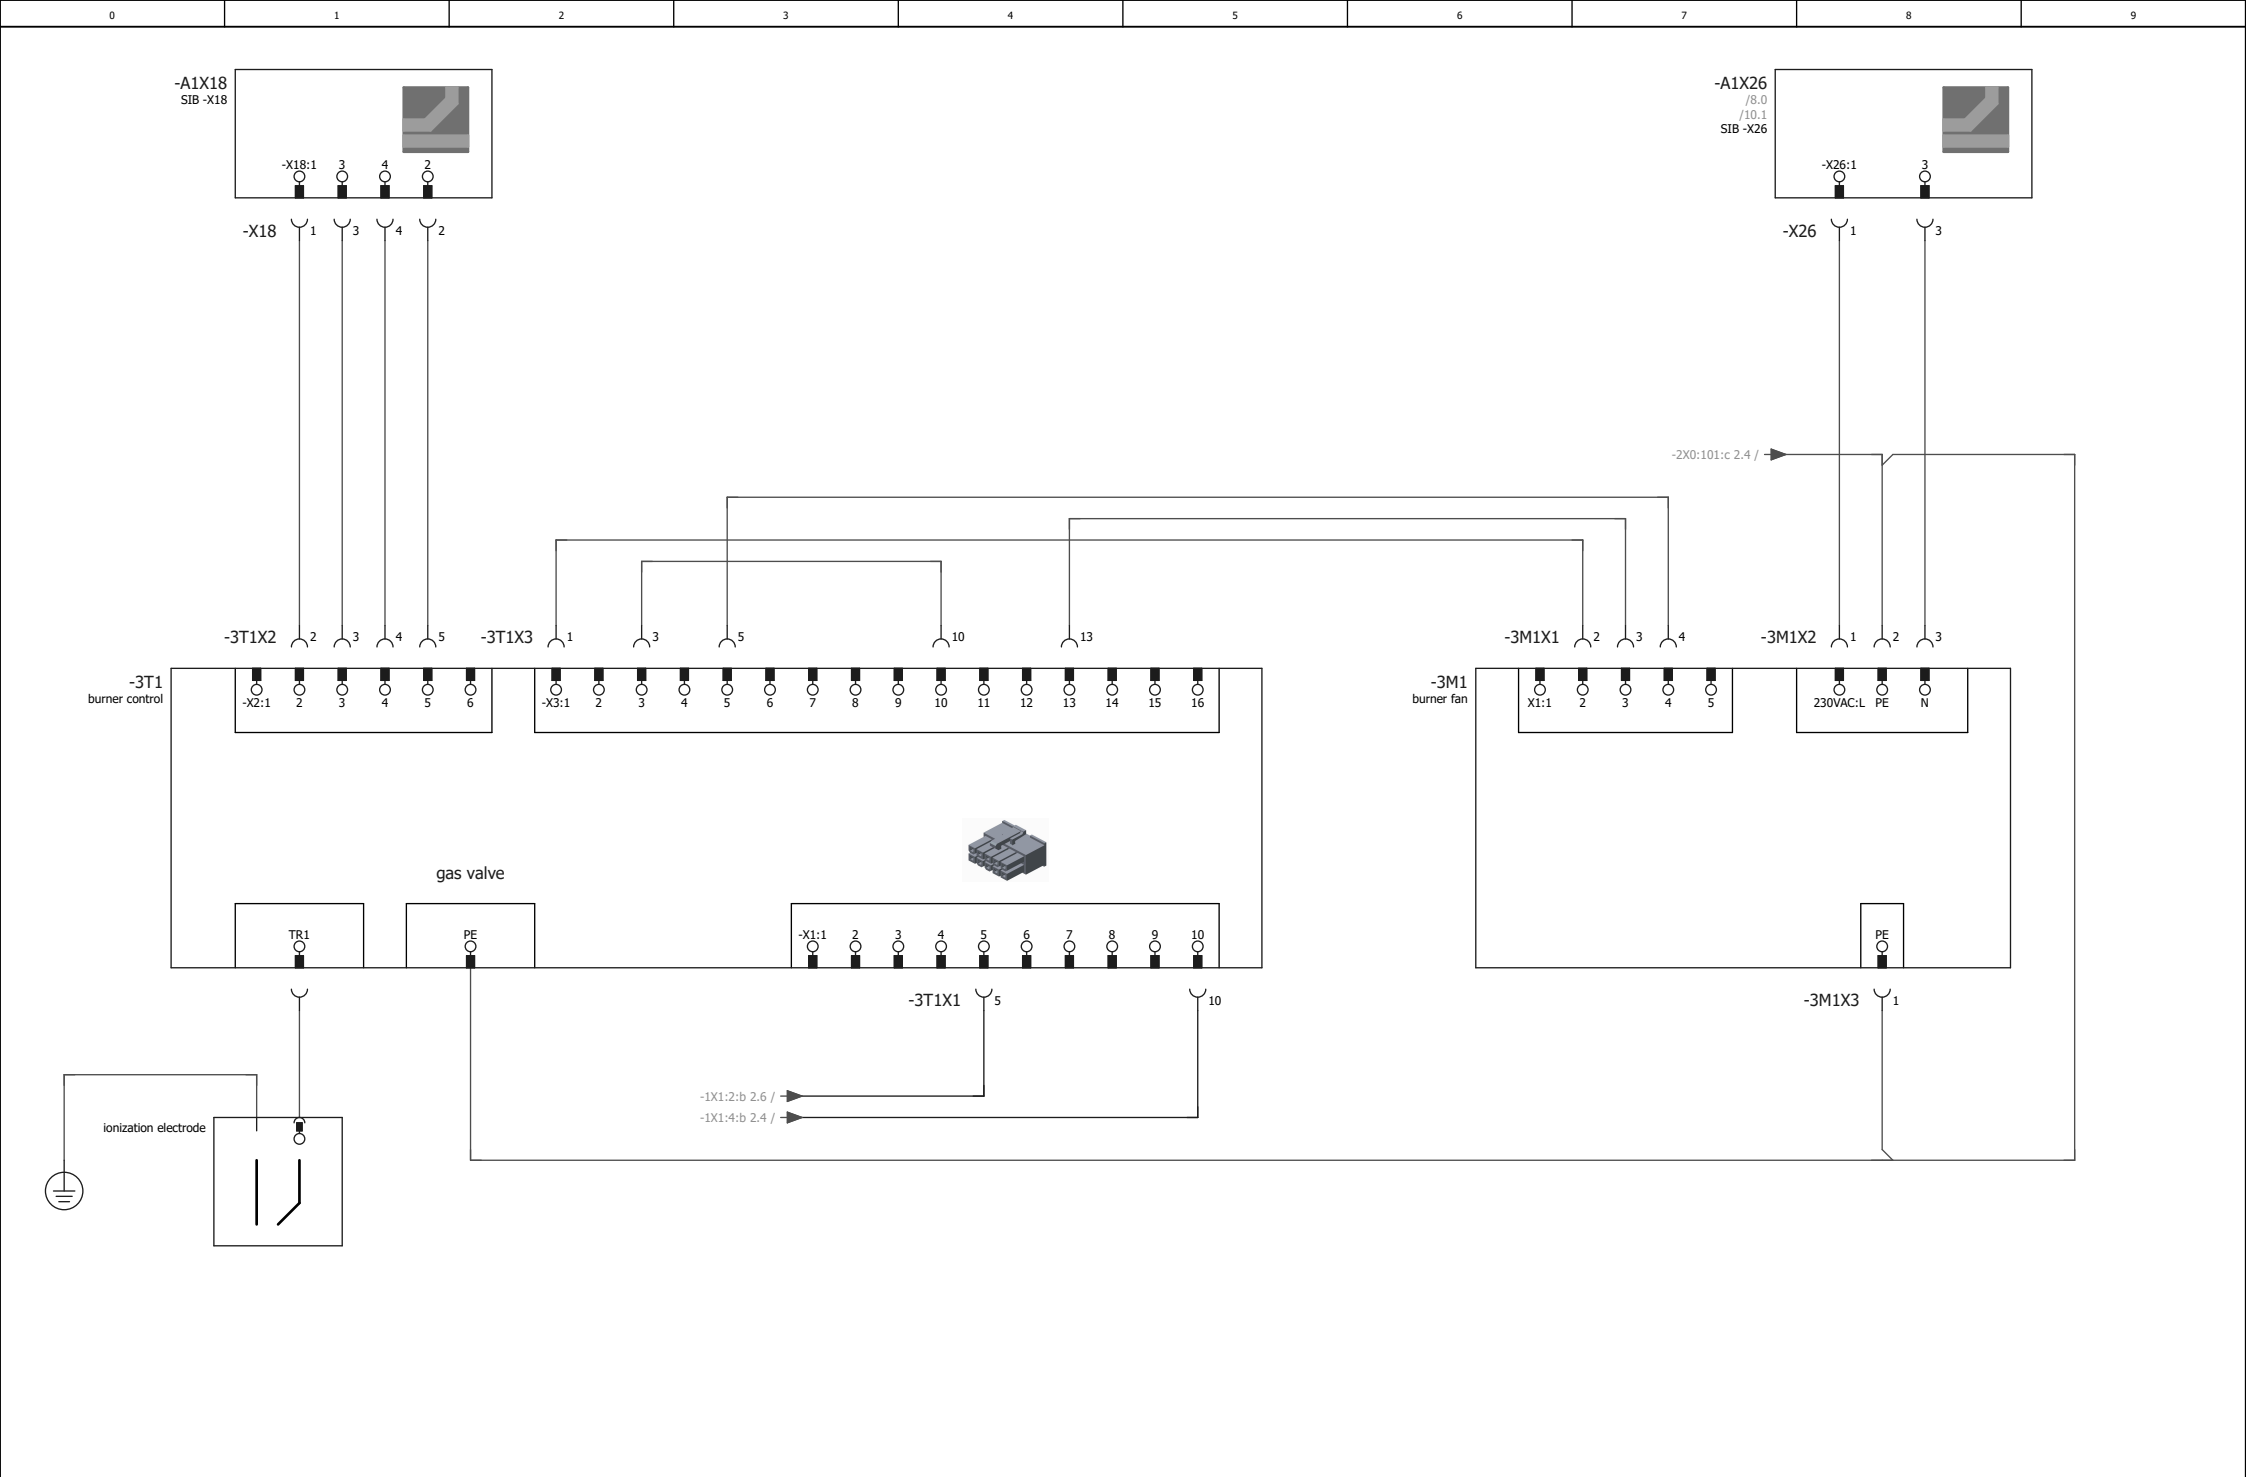 0 1 2 3 4 5 6 7 8 9
-A1X18
SIB -X18
-X18:1 3 4 2
-X18 1 3 4 2
-A1X26
/8.0
/10.1
SIB -X26
-X26:1 3
-X26 1 3
-2X0:101:c 2.4 /
-3T1X2 2 3 4 5
-3T1X3 1 3 5 10 13
-3M1X1 2 3 4
-3M1X2 1 2 3
-3T1
burner control
-X2:1 2 3 4 5 6
-X3:1 2 3 4 5 6 7 8 9 10 11 12 13 14 15 16
-3M1
burner fan
X1:1 2 3 4 5
230VAC:L PE N
gas valve
TR1
PE
-X1:1 2 3 4 5 6 7 8 9 10
PE
-3T1X1 5 10
-3M1X3 1
-1X1:2:b 2.6 /
-1X1:4:b 2.4 /
ionization electrode